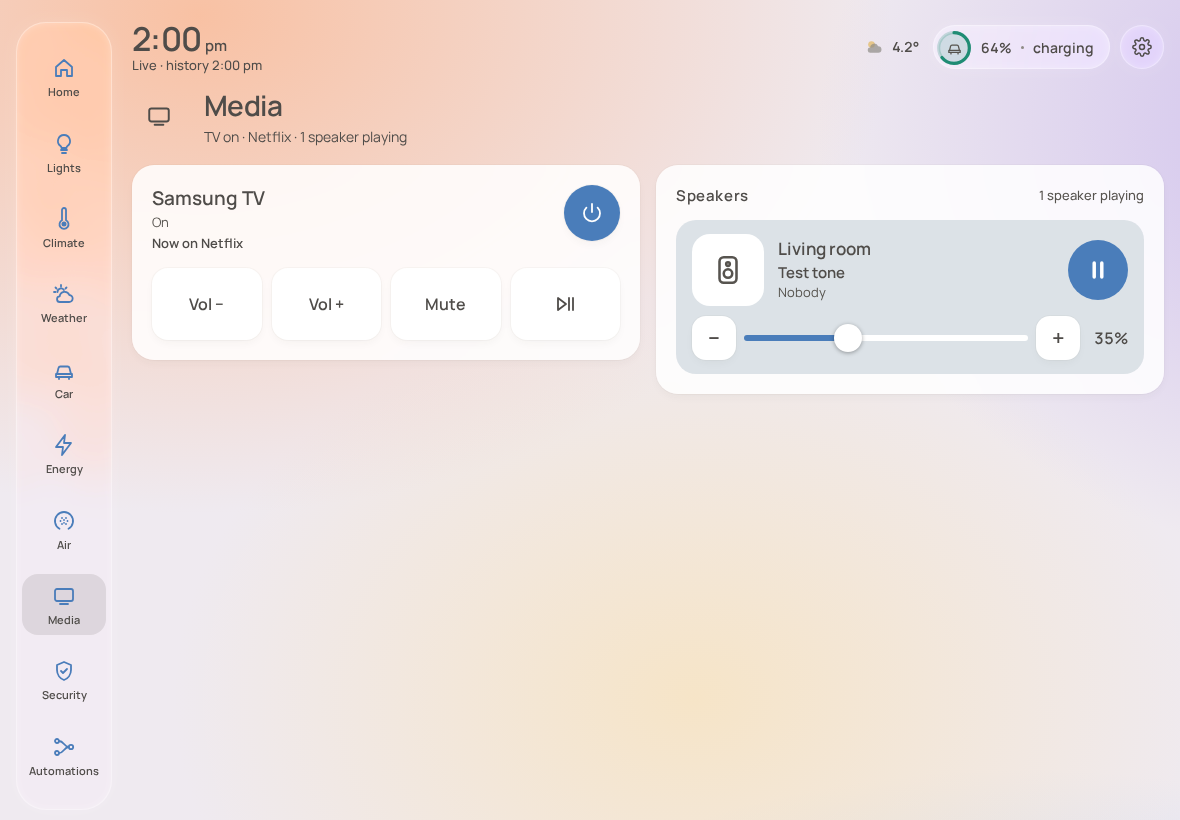 2:00 pm
Live · history 2:00 pm
4.2°
64% • charging
Home
Lights
Climate
Weather
Car
Energy
Air
Media
Security
Automations
Media
TV on · Netflix · 1 speaker playing
Samsung TV
On
Now on Netflix
Vol −
Vol +
Mute
Speakers
1 speaker playing
Living room
Test tone
Nobody
−
+
35%